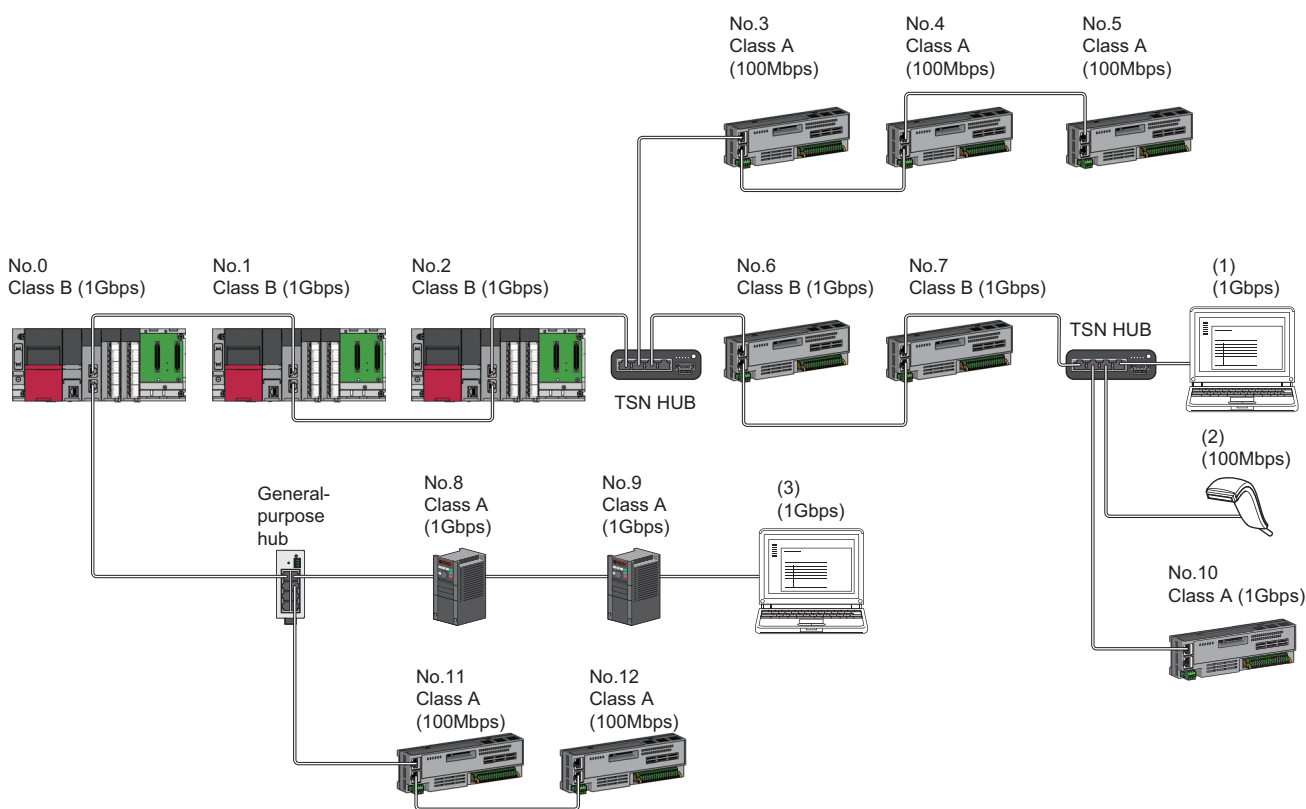 No.3
Class A
(100Mbps)
No.4
Class A
(100Mbps)
No.5
Class A
(100Mbps)
No.0
Class B (1Gbps)
No.1
Class B (1Gbps)
No.2
Class B (1Gbps)
TSN HUB
No.6
Class B (1Gbps)
No.7
Class B (1Gbps)
TSN HUB
(1)
(1Gbps)
(2)
(100Mbps)
General-
purpose
hub
No.8
Class A
(1Gbps)
No.9
Class A
(1Gbps)
(3)
(1Gbps)
No.10
Class A (1Gbps)
No.11
Class A
(100Mbps)
No.12
Class A
(100Mbps)